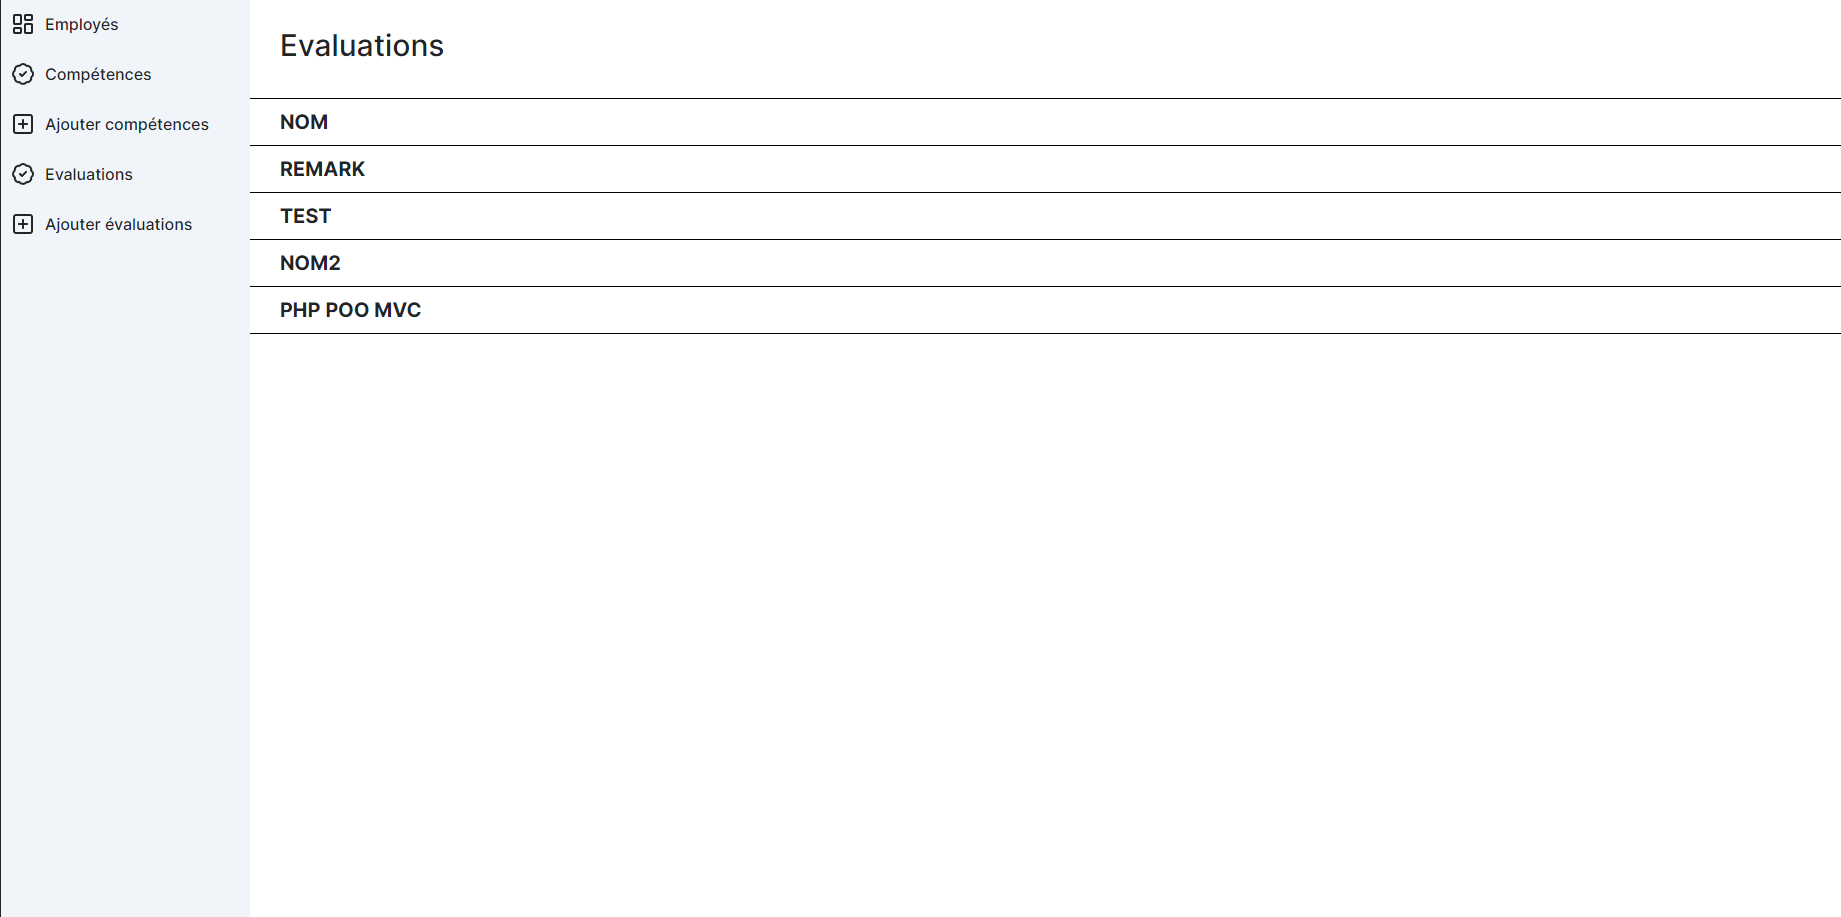 Employés
Compétences
Ajouter compétences
Evaluations
Ajouter évaluations
Evaluations
NOM
REMARK
TEST
NOM2
PHP POO MVC